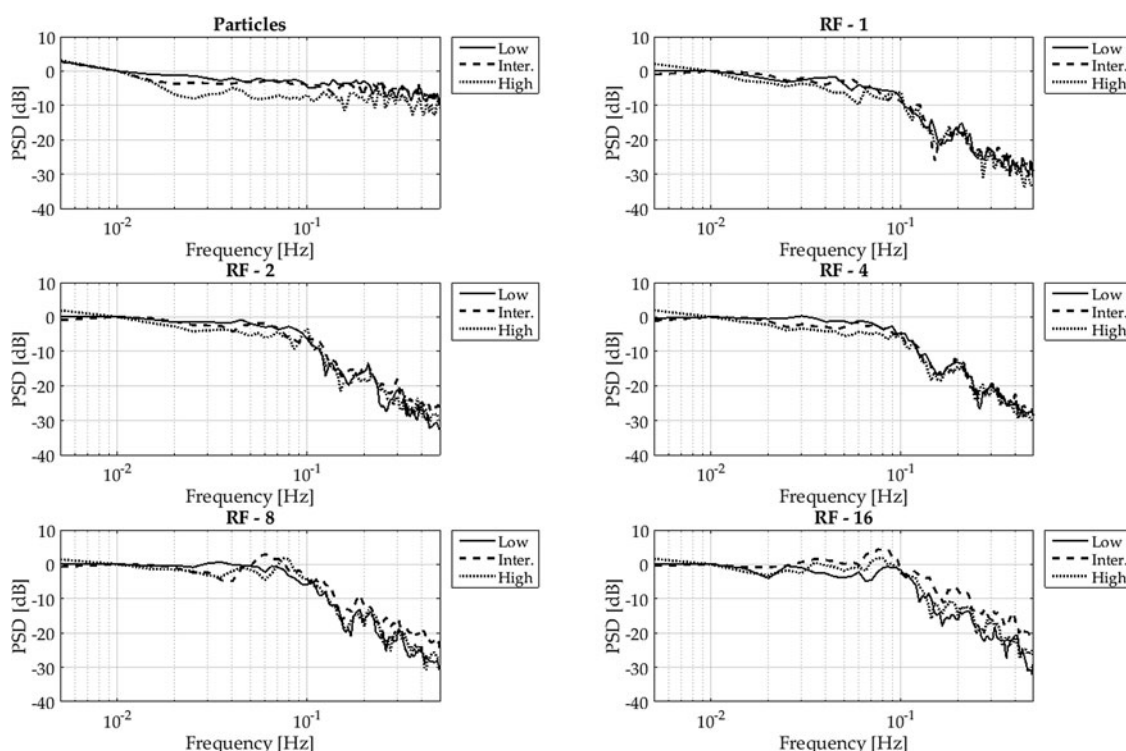 Particles
10
0
-10
-20
-30
-40
PSD [dB]
10-2
10-1
Frequency [Hz]
Low
Inter.
High
RF - 1
10
0
-10
-20
-30
-40
PSD [dB]
10-2
10-1
Frequency [Hz]
Low
Inter.
High
RF - 2
10
0
-10
-20
-30
-40
PSD [dB]
10-2
10-1
Frequency [Hz]
Low
Inter.
High
RF - 4
10
0
-10
-20
-30
-40
PSD [dB]
10-2
10-1
Frequency [Hz]
Low
Inter.
High
RF - 8
10
0
-10
-20
-30
-40
PSD [dB]
10-2
10-1
Frequency [Hz]
Low
Inter.
High
RF - 16
10
0
-10
-20
-30
-40
PSD [dB]
10-2
10-1
Frequency [Hz]
Low
Inter.
High